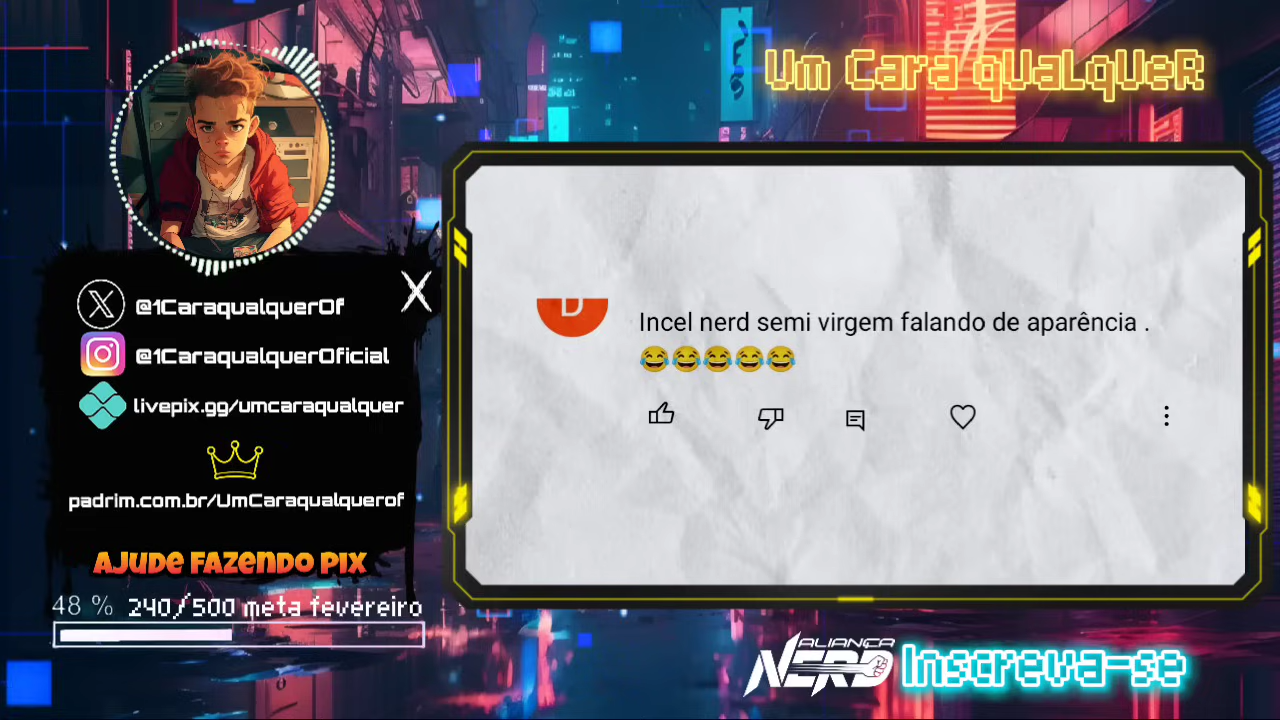 Um Cara qUaLqUeR
@1CaraqualquerOf
@1CaraqualquerOficial
livepix.gg/umcaraqualquer
padrim.com.br/UmCaraqualquerof
AJUDE FAZENDO PIX
48 % 240/500 meta fevereiro
D
Incel nerd semi virgem falando de aparência .
😂😂😂😂😂
ALIANÇA
NERD
Inscreva-se